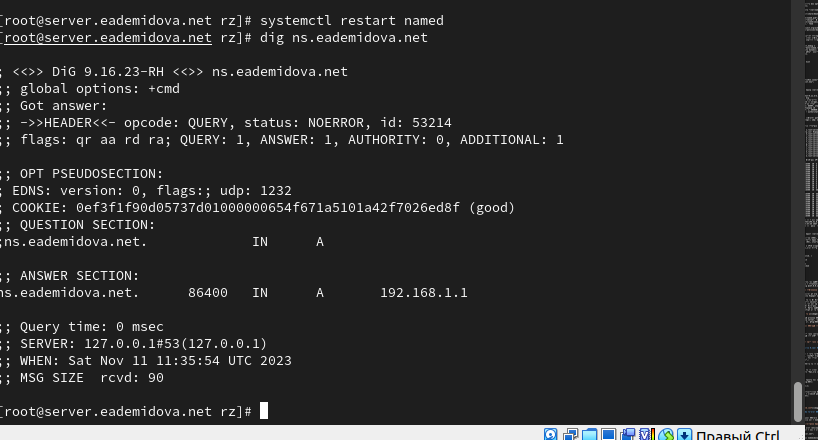 [root@server.eademidova.net rz]# systemctl restart named
[root@server.eademidova.net rz]# dig ns.eademidova.net
; <<>> DiG 9.16.23-RH <<>> ns.eademidova.net
;; global options: +cmd
;; Got answer:
;; ->>HEADER<<- opcode: QUERY, status: NOERROR, id: 53214
;; flags: qr aa rd ra; QUERY: 1, ANSWER: 1, AUTHORITY: 0, ADDITIONAL: 1
;; OPT PSEUDOSECTION:
; EDNS: version: 0, flags:; udp: 1232
; COOKIE: 0ef3f1f90d05737d01000000654f671a5101a42f7026ed8f (good)
;; QUESTION SECTION:
;ns.eademidova.net. IN A
;; ANSWER SECTION:
ns.eademidova.net. 86400 IN A 192.168.1.1
;; Query time: 0 msec
;; SERVER: 127.0.0.1#53(127.0.0.1)
;; WHEN: Sat Nov 11 11:35:54 UTC 2023
;; MSG SIZE rcvd: 90
[root@server.eademidova.net rz]#
Правый Ctrl